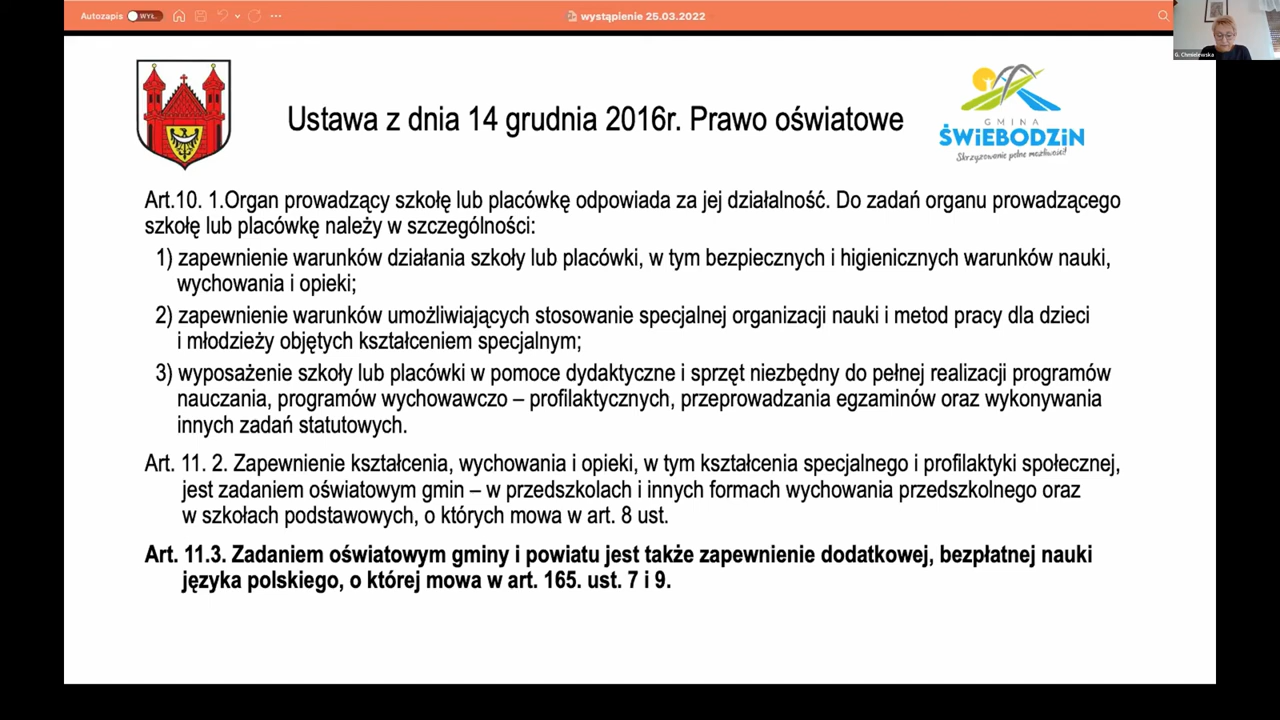 Autozapis WYŁ.
wystąpienie 25.03.2022
G. Chmielewska
Ustawa z dnia 14 grudnia 2016r. Prawo oświatowe
GMINA
ŚWIEBODZIN
Skrzyżowanie pełne możliwości!
Art.10. 1.Organ prowadzący szkołę lub placówkę odpowiada za jej działalność. Do zadań organu prowadzącego
szkołę lub placówkę należy w szczególności:
1) zapewnienie warunków działania szkoły lub placówki, w tym bezpiecznych i higienicznych warunków nauki,
wychowania i opieki;
2) zapewnienie warunków umożliwiających stosowanie specjalnej organizacji nauki i metod pracy dla dzieci
i młodzieży objętych kształceniem specjalnym;
3) wyposażenie szkoły lub placówki w pomoce dydaktyczne i sprzęt niezbędny do pełnej realizacji programów
nauczania, programów wychowawczo – profilaktycznych, przeprowadzania egzaminów oraz wykonywania
innych zadań statutowych.
Art. 11. 2. Zapewnienie kształcenia, wychowania i opieki, w tym kształcenia specjalnego i profilaktyki społecznej,
jest zadaniem oświatowym gmin – w przedszkolach i innych formach wychowania przedszkolnego oraz
w szkołach podstawowych, o których mowa w art. 8 ust.
Art. 11.3. Zadaniem oświatowym gminy i powiatu jest także zapewnienie dodatkowej, bezpłatnej nauki
języka polskiego, o której mowa w art. 165. ust. 7 i 9.